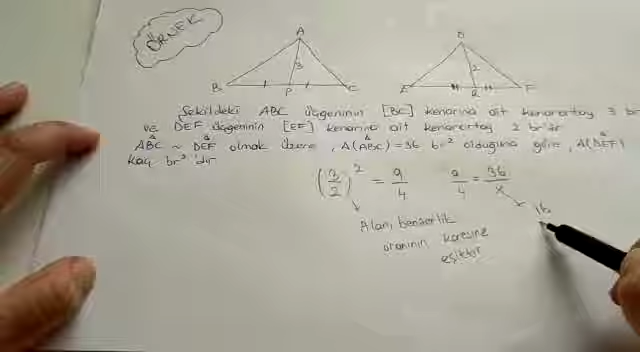 ÖRNEK
A
3
B P C
D
2
E R F
Şekildeki ABC üçgeninin [BC] kenarına ait kenarortay 3 br
ve DEF üçgeninin [EF] kenarına ait kenarortay 2 br'dir
ABC ~ DEF olmak üzere, A(ABC)=36 br² olduğuna göre, A(DEF)
kaç br² dir
(3/2)² = 9/4 9/4 = 36/x 16
Alanı benzerlik
oranının karesine
eşittir